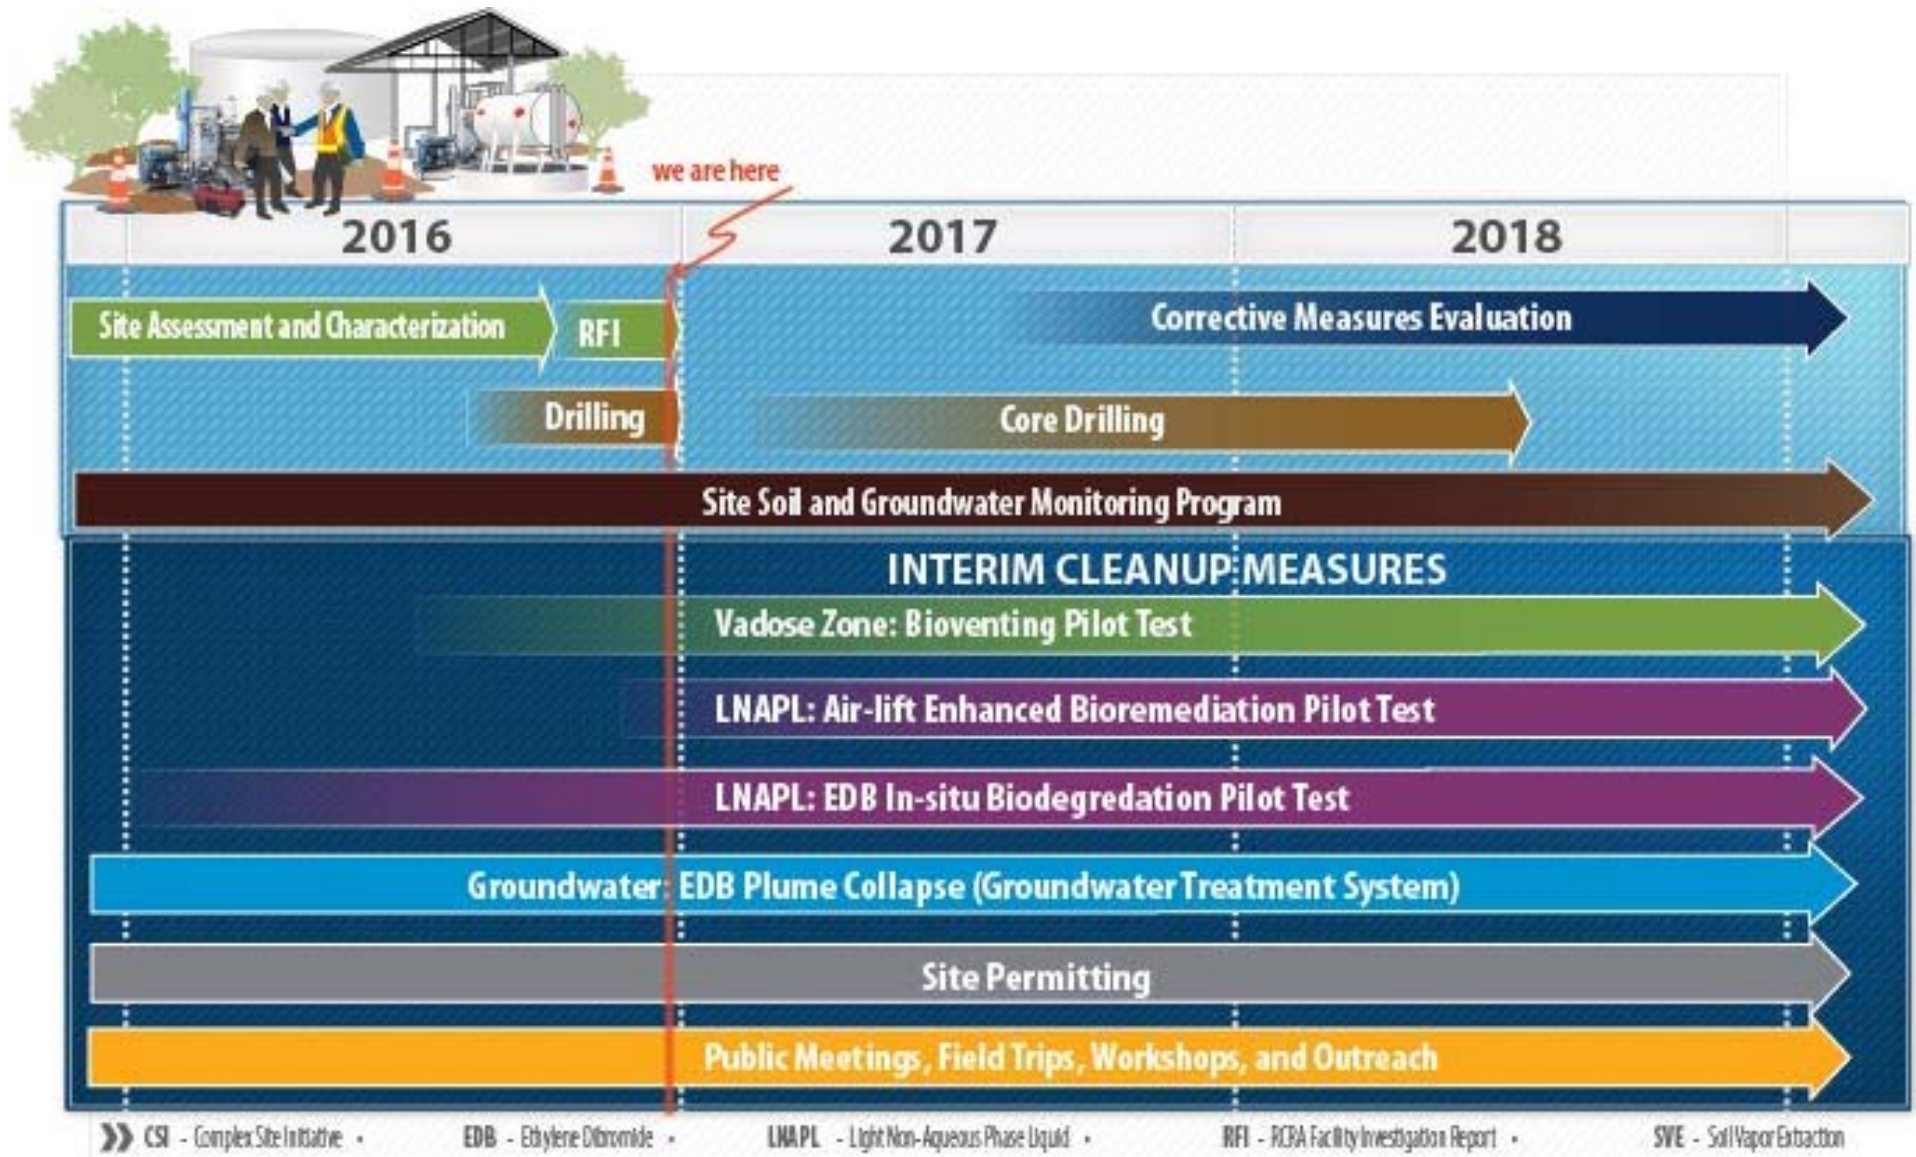 we are here
2016
2017
2018
Site Assessment and Characterization
RFI
Corrective Measures Evaluation
Drilling
Core Drilling
Site Soil and Groundwater Monitoring Program
INTERIM CLEANUP MEASURES
Vadose Zone: Bioventing Pilot Test
LNAPL: Air-lift Enhanced Bioremediation Pilot Test
LNAPL: EDB In-situ Biodegredation Pilot Test
Groundwater: EDB Plume Collapse (Groundwater Treatment System)
Site Permitting
Public Meetings, Field Trips, Workshops, and Outreach
CSI - Complex Site Initiative • EDB - Ethylene Dibromide • LNAPL - Light Non-Aqueous Phase Liquid • RFI - RCRA Facility Investigation Report • SVE - Soil Vapor Extraction